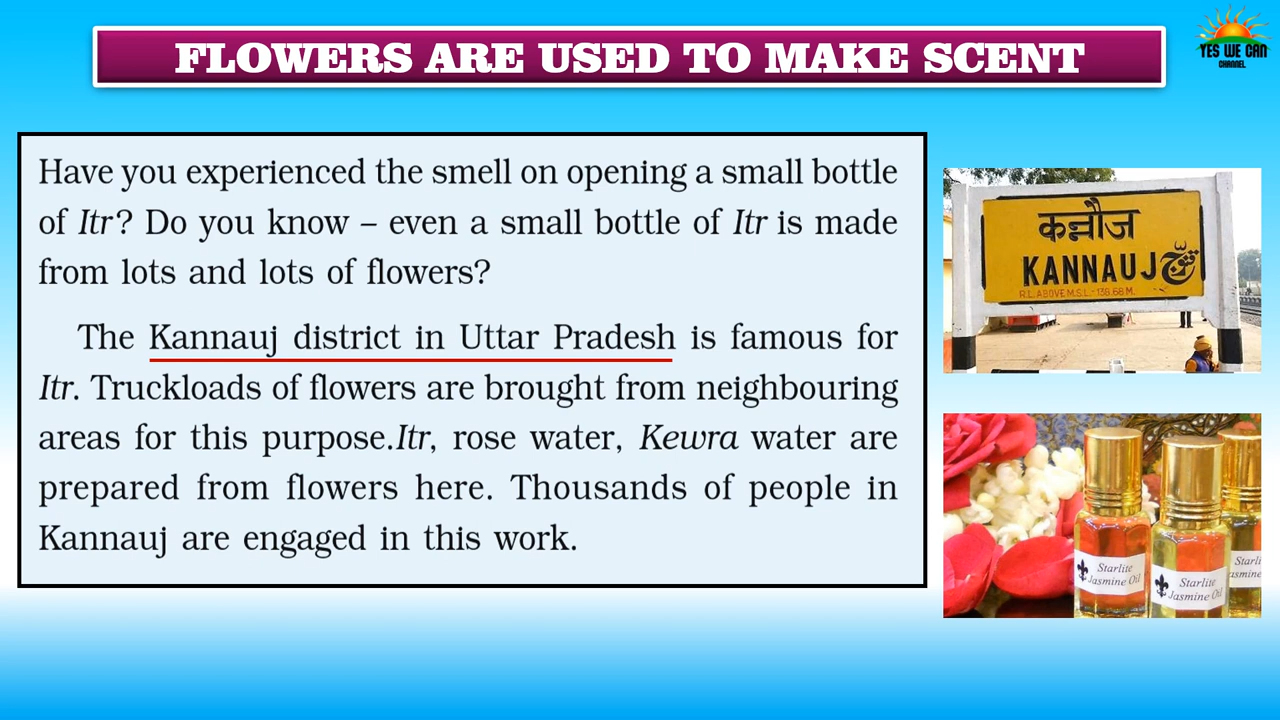 FLOWERS ARE USED TO MAKE SCENT
YES WE CAN
CHANNEL
Have you experienced the smell on opening a small bottle
of Itr? Do you know – even a small bottle of Itr is made
from lots and lots of flowers?
The Kannauj district in Uttar Pradesh is famous for
Itr. Truckloads of flowers are brought from neighbouring
areas for this purpose.Itr, rose water, Kewra water are
prepared from flowers here. Thousands of people in
Kannauj are engaged in this work.
कन्नौज
KANNAUJ قنوج
R.L. ABOVE M.S.L - 138.68 M.
Starlite
Jasmine Oil
Starlite
Jasmine Oil
Starli
asmine